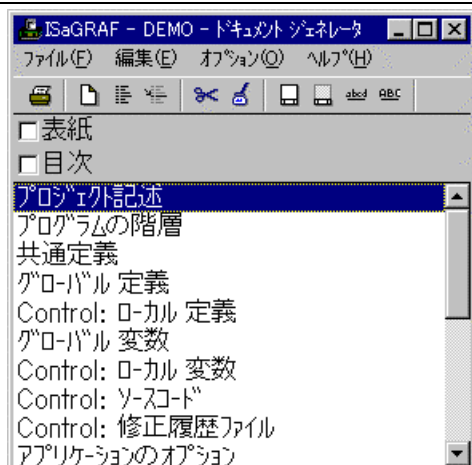 ISaGRAF - DEMO - ﾄﾞｷｭﾒﾝﾄ ｼﾞｪﾈﾚｰﾀ
ﾌｧｲﾙ(F) 編集(E) ｵﾌﾟｼｮﾝ(O) ﾍﾙﾌﾟ(H)
abcd ABC
表紙
目次
ﾌﾟﾛｼﾞｪｸﾄ記述
ﾌﾟﾛｸﾞﾗﾑの階層
共通定義
ｸﾞﾛｰﾊﾞﾙ 定義
Control: ﾛｰｶﾙ 定義
ｸﾞﾛｰﾊﾞﾙ 変数
Control: ﾛｰｶﾙ 変数
Control: ｿｰｽｺｰﾄﾞ
Control: 修正履歴ﾌｧｲﾙ
ｱﾌﾟﾘｹｰｼｮﾝのｵﾌﾟｼｮﾝ